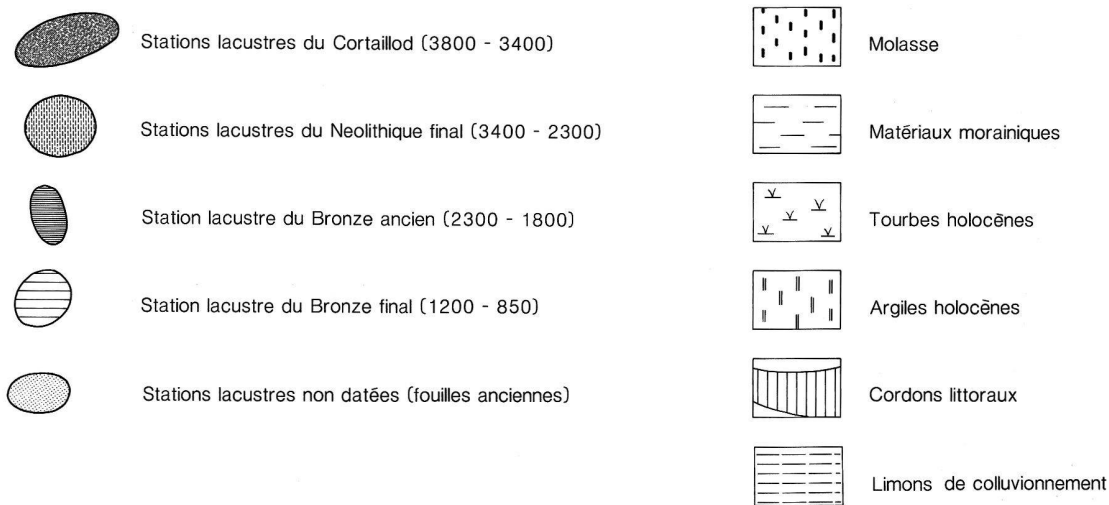 Stations lacustres du Cortaillod (3800 - 3400)
Stations lacustres du Neolithique final (3400 - 2300)
Station lacustre du Bronze ancien (2300 - 1800)
Station lacustre du Bronze final (1200 - 850)
Stations lacustres non datées (fouilles anciennes)
Molasse
Matériaux morainiques
Tourbes holocēnes
Argiles holocēnes
Cordons littoraux
Limons de colluvionnement